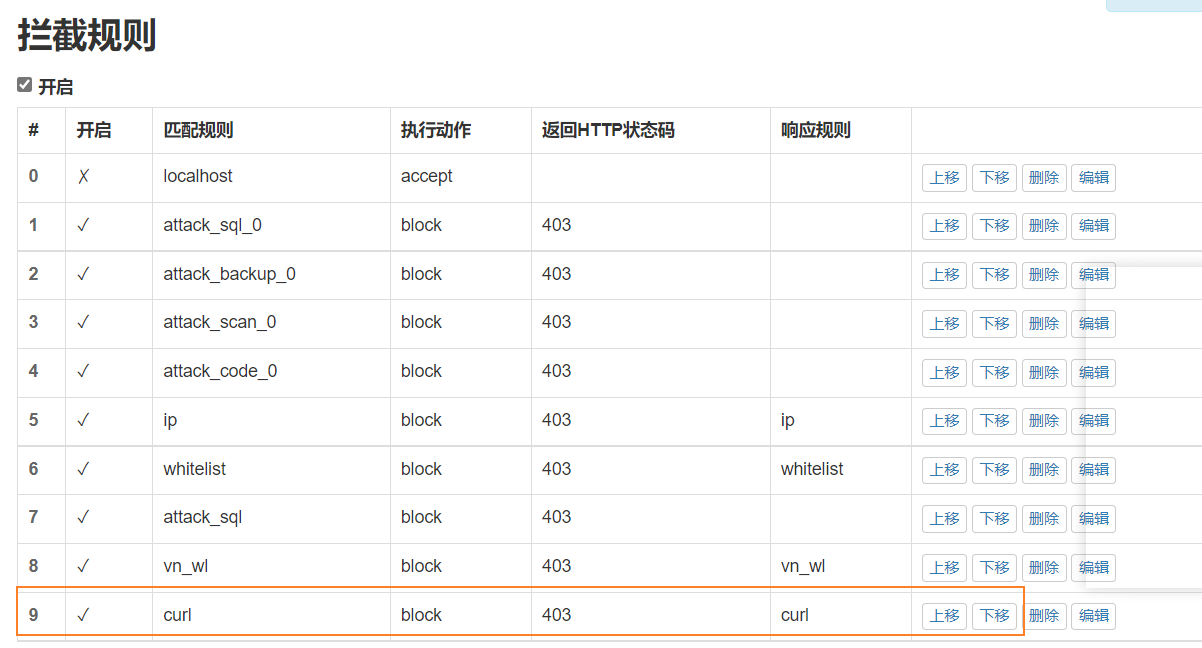 拦截规则
开启
# 开启 匹配规则 执行动作 返回HTTP状态码 响应规则
0 ✗ localhost accept 上移 下移 删除 编辑
1 ✓ attack_sql_0 block 403 上移 下移 删除 编辑
2 ✓ attack_backup_0 block 403 上移 下移 删除 编辑
3 ✓ attack_scan_0 block 403 上移 下移 删除 编辑
4 ✓ attack_code_0 block 403 上移 下移 删除 编辑
5 ✓ ip block 403 ip 上移 下移 删除 编辑
6 ✓ whitelist block 403 whitelist 上移 下移 删除 编辑
7 ✓ attack_sql block 403 上移 下移 删除 编辑
8 ✓ vn_wl block 403 vn_wl 上移 下移 删除 编辑
9 ✓ curl block 403 curl 上移 下移 删除 编辑